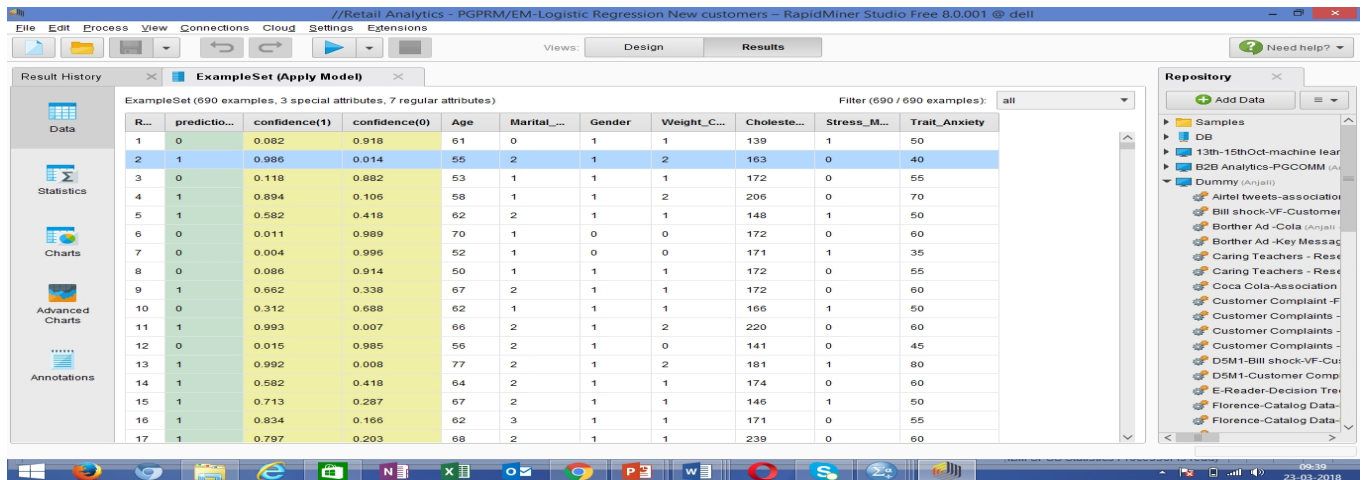 //Retail Analytics - PGPRM/EM-Logistic Regression New customers – RapidMiner Studio Free 8.0.001 @ dell
File Edit Process View Connections Cloud Settings Extensions
Views: Design Results Need help?
Result History ExampleSet (Apply Model) Repository
ExampleSet (690 examples, 3 special attributes, 7 regular attributes) Filter (690 / 690 examples): all Add Data
Data
R... predictio... confidence(1) confidence(0) Age Marital_... Gender Weight_C... Choleste... Stress_M... Trait_Anxiety
1 0 0.082 0.918 61 0 1 1 139 1 50
2 1 0.986 0.014 55 2 1 2 163 0 40
3 0 0.118 0.882 53 1 1 1 172 0 55
4 1 0.894 0.106 58 1 1 2 206 0 70
5 1 0.582 0.418 62 2 1 1 148 1 50
6 0 0.011 0.989 70 1 0 0 172 0 60
7 0 0.004 0.996 52 1 0 0 171 1 35
8 0 0.086 0.914 50 1 1 1 172 0 55
9 1 0.662 0.338 67 2 1 1 172 0 60
10 0 0.312 0.688 62 1 1 1 166 1 50
11 1 0.993 0.007 66 2 1 2 220 0 60
12 0 0.015 0.985 56 2 1 0 141 0 45
13 1 0.992 0.008 77 2 1 2 181 1 80
14 1 0.582 0.418 64 2 1 1 174 0 60
15 1 0.713 0.287 67 2 1 1 146 1 50
16 1 0.834 0.166 62 3 1 1 171 0 55
17 1 0.797 0.203 68 2 1 1 239 0 60
Statistics
Charts
Advanced
Charts
Annotations
Samples
DB
13th-15thOct-machine lear
B2B Analytics-PGCOMM
Dummy (Anjali)
Airtel tweets-association
Bill shock-VF-Customer
Borther Ad -Cola (Anjali
Borther Ad -Key Messag
Caring Teachers - Rese
Caring Teachers - Rese
Coca Cola-Association
Customer Complaint -F
Customer Complaints -
Customer Complaints -
Customer Complaints -
D5M1-Bill shock-VF-Cu
D5M1-Customer Comp
E-Reader-Decision Tre
Florence-Catalog Data-
Florence-Catalog Data-
09:39
23-03-2018